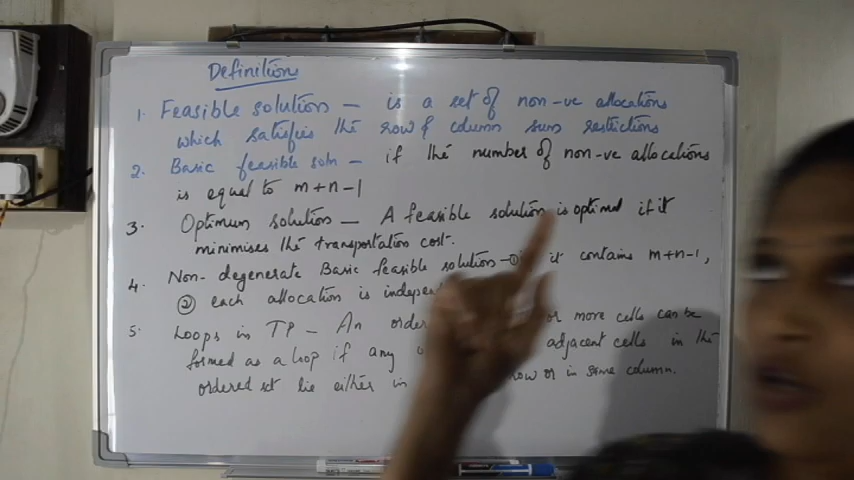 Definition
1. Feasible solution — is a set of non-ve allocations
which satisfies the row & column sum restrictions
2. Basic feasible soln — if the number of non-ve allocations
is equal to m+n-1
3. Optimum solution — A feasible solution is optimal if it
minimises the transportation cost.
4. Non-degenerate Basic feasible solution - ① it contains m+n-1,
② each allocation is
5. Loops in TP — An or more cells can be
formed as a loop if any adjacent cells in the
ordered set lie either in row or in same column.